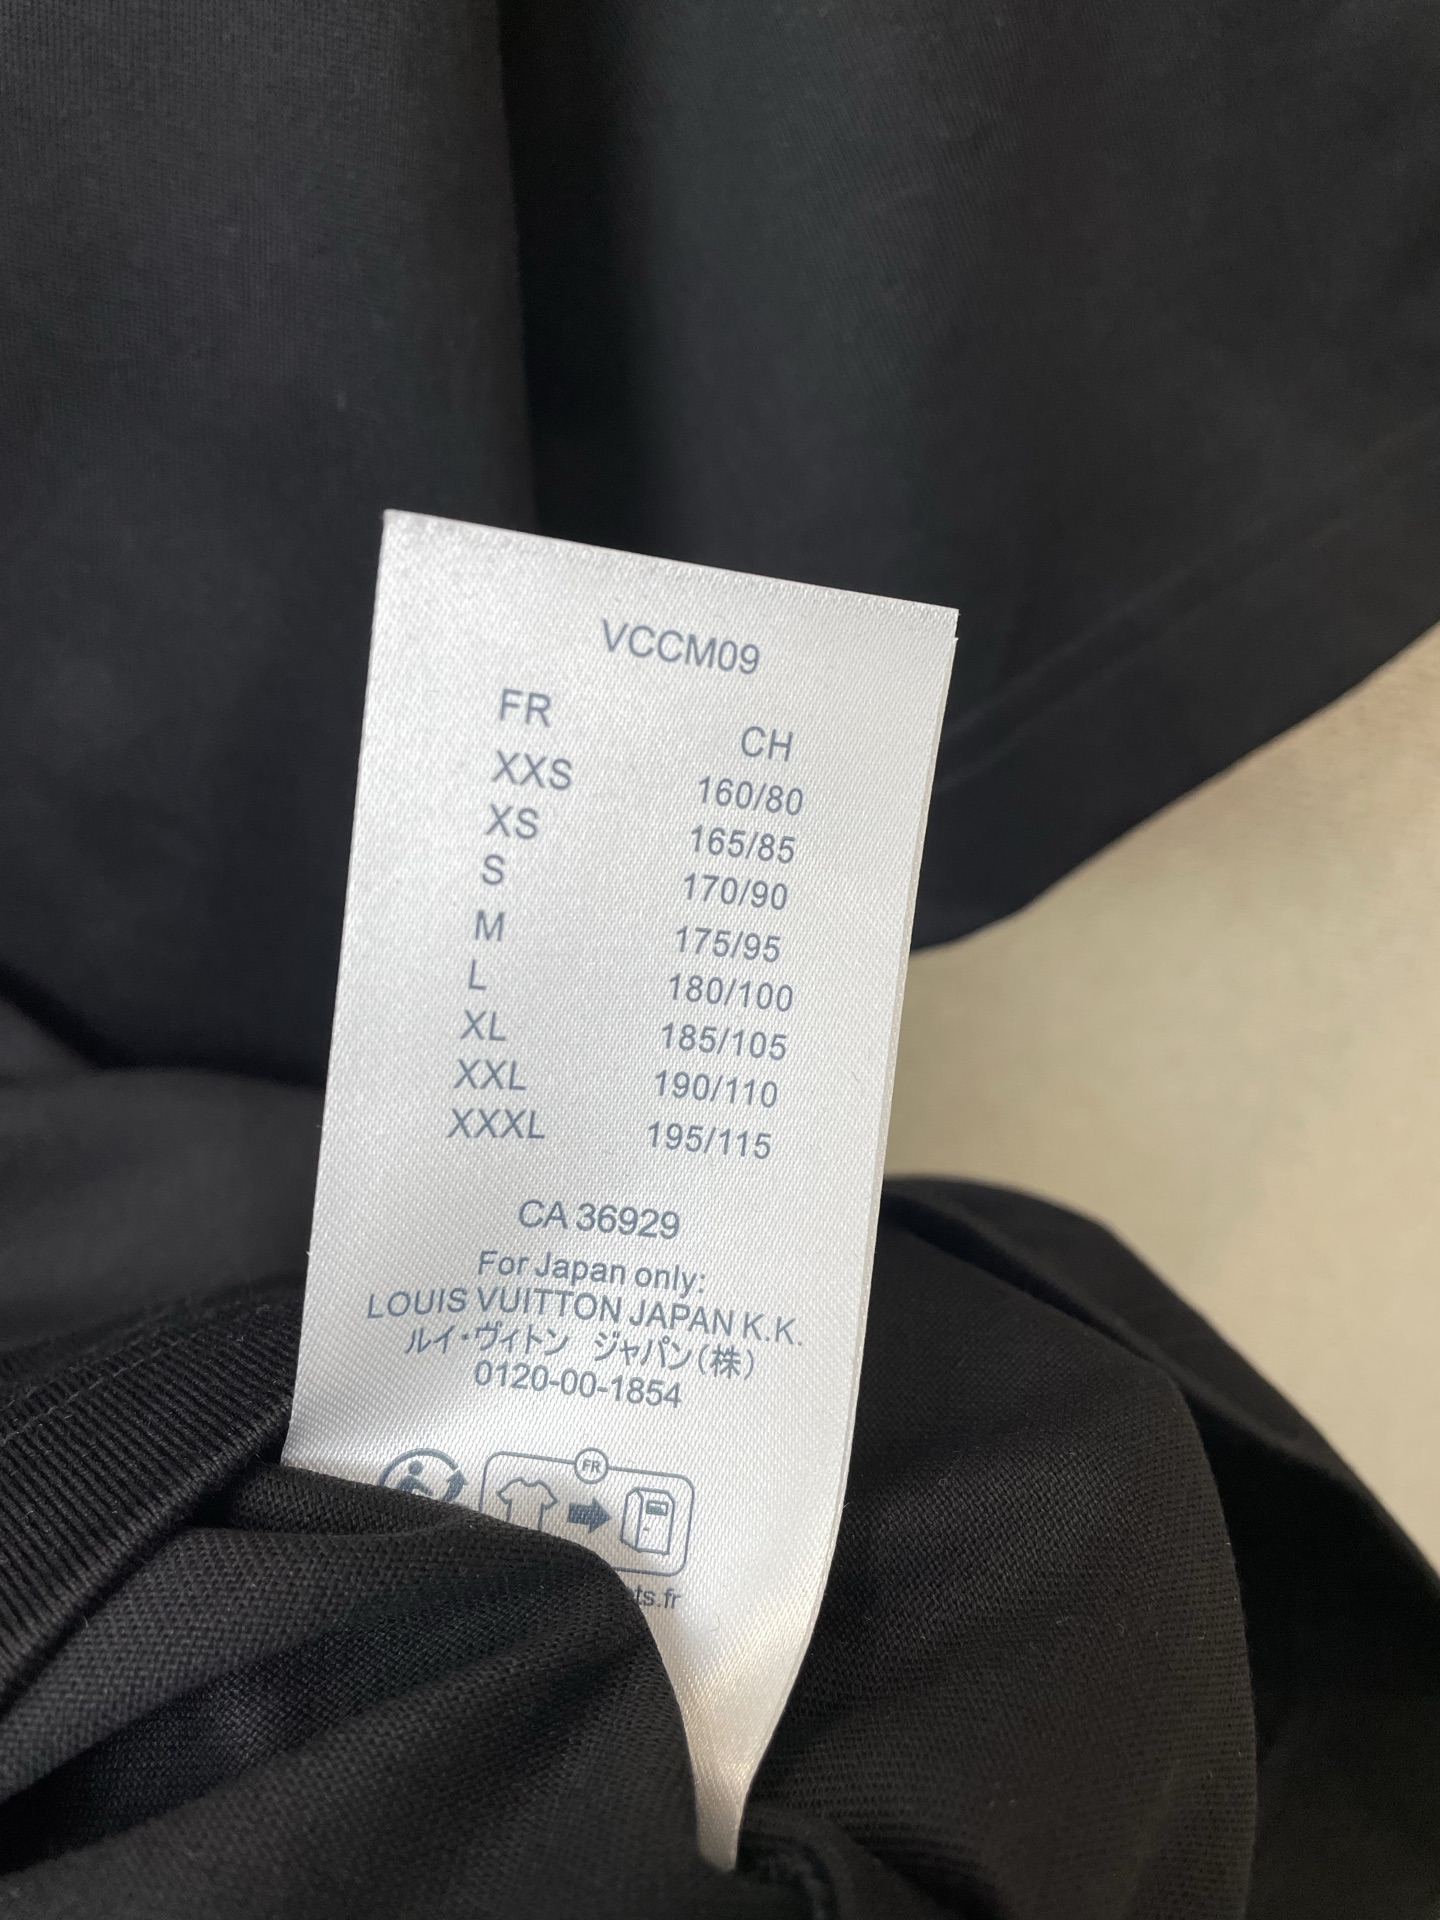 VCCM09
FR CH
XXS 160/80
XS 165/85
S 170/90
M 175/95
L 180/100
XL 185/105
XXL 190/110
XXXL 195/115
CA 36929
For Japan only:
LOUIS VUITTON JAPAN K.K.
ルイ・ヴィトン ジャパン(株)
0120-00-1854
FR
ts.fr